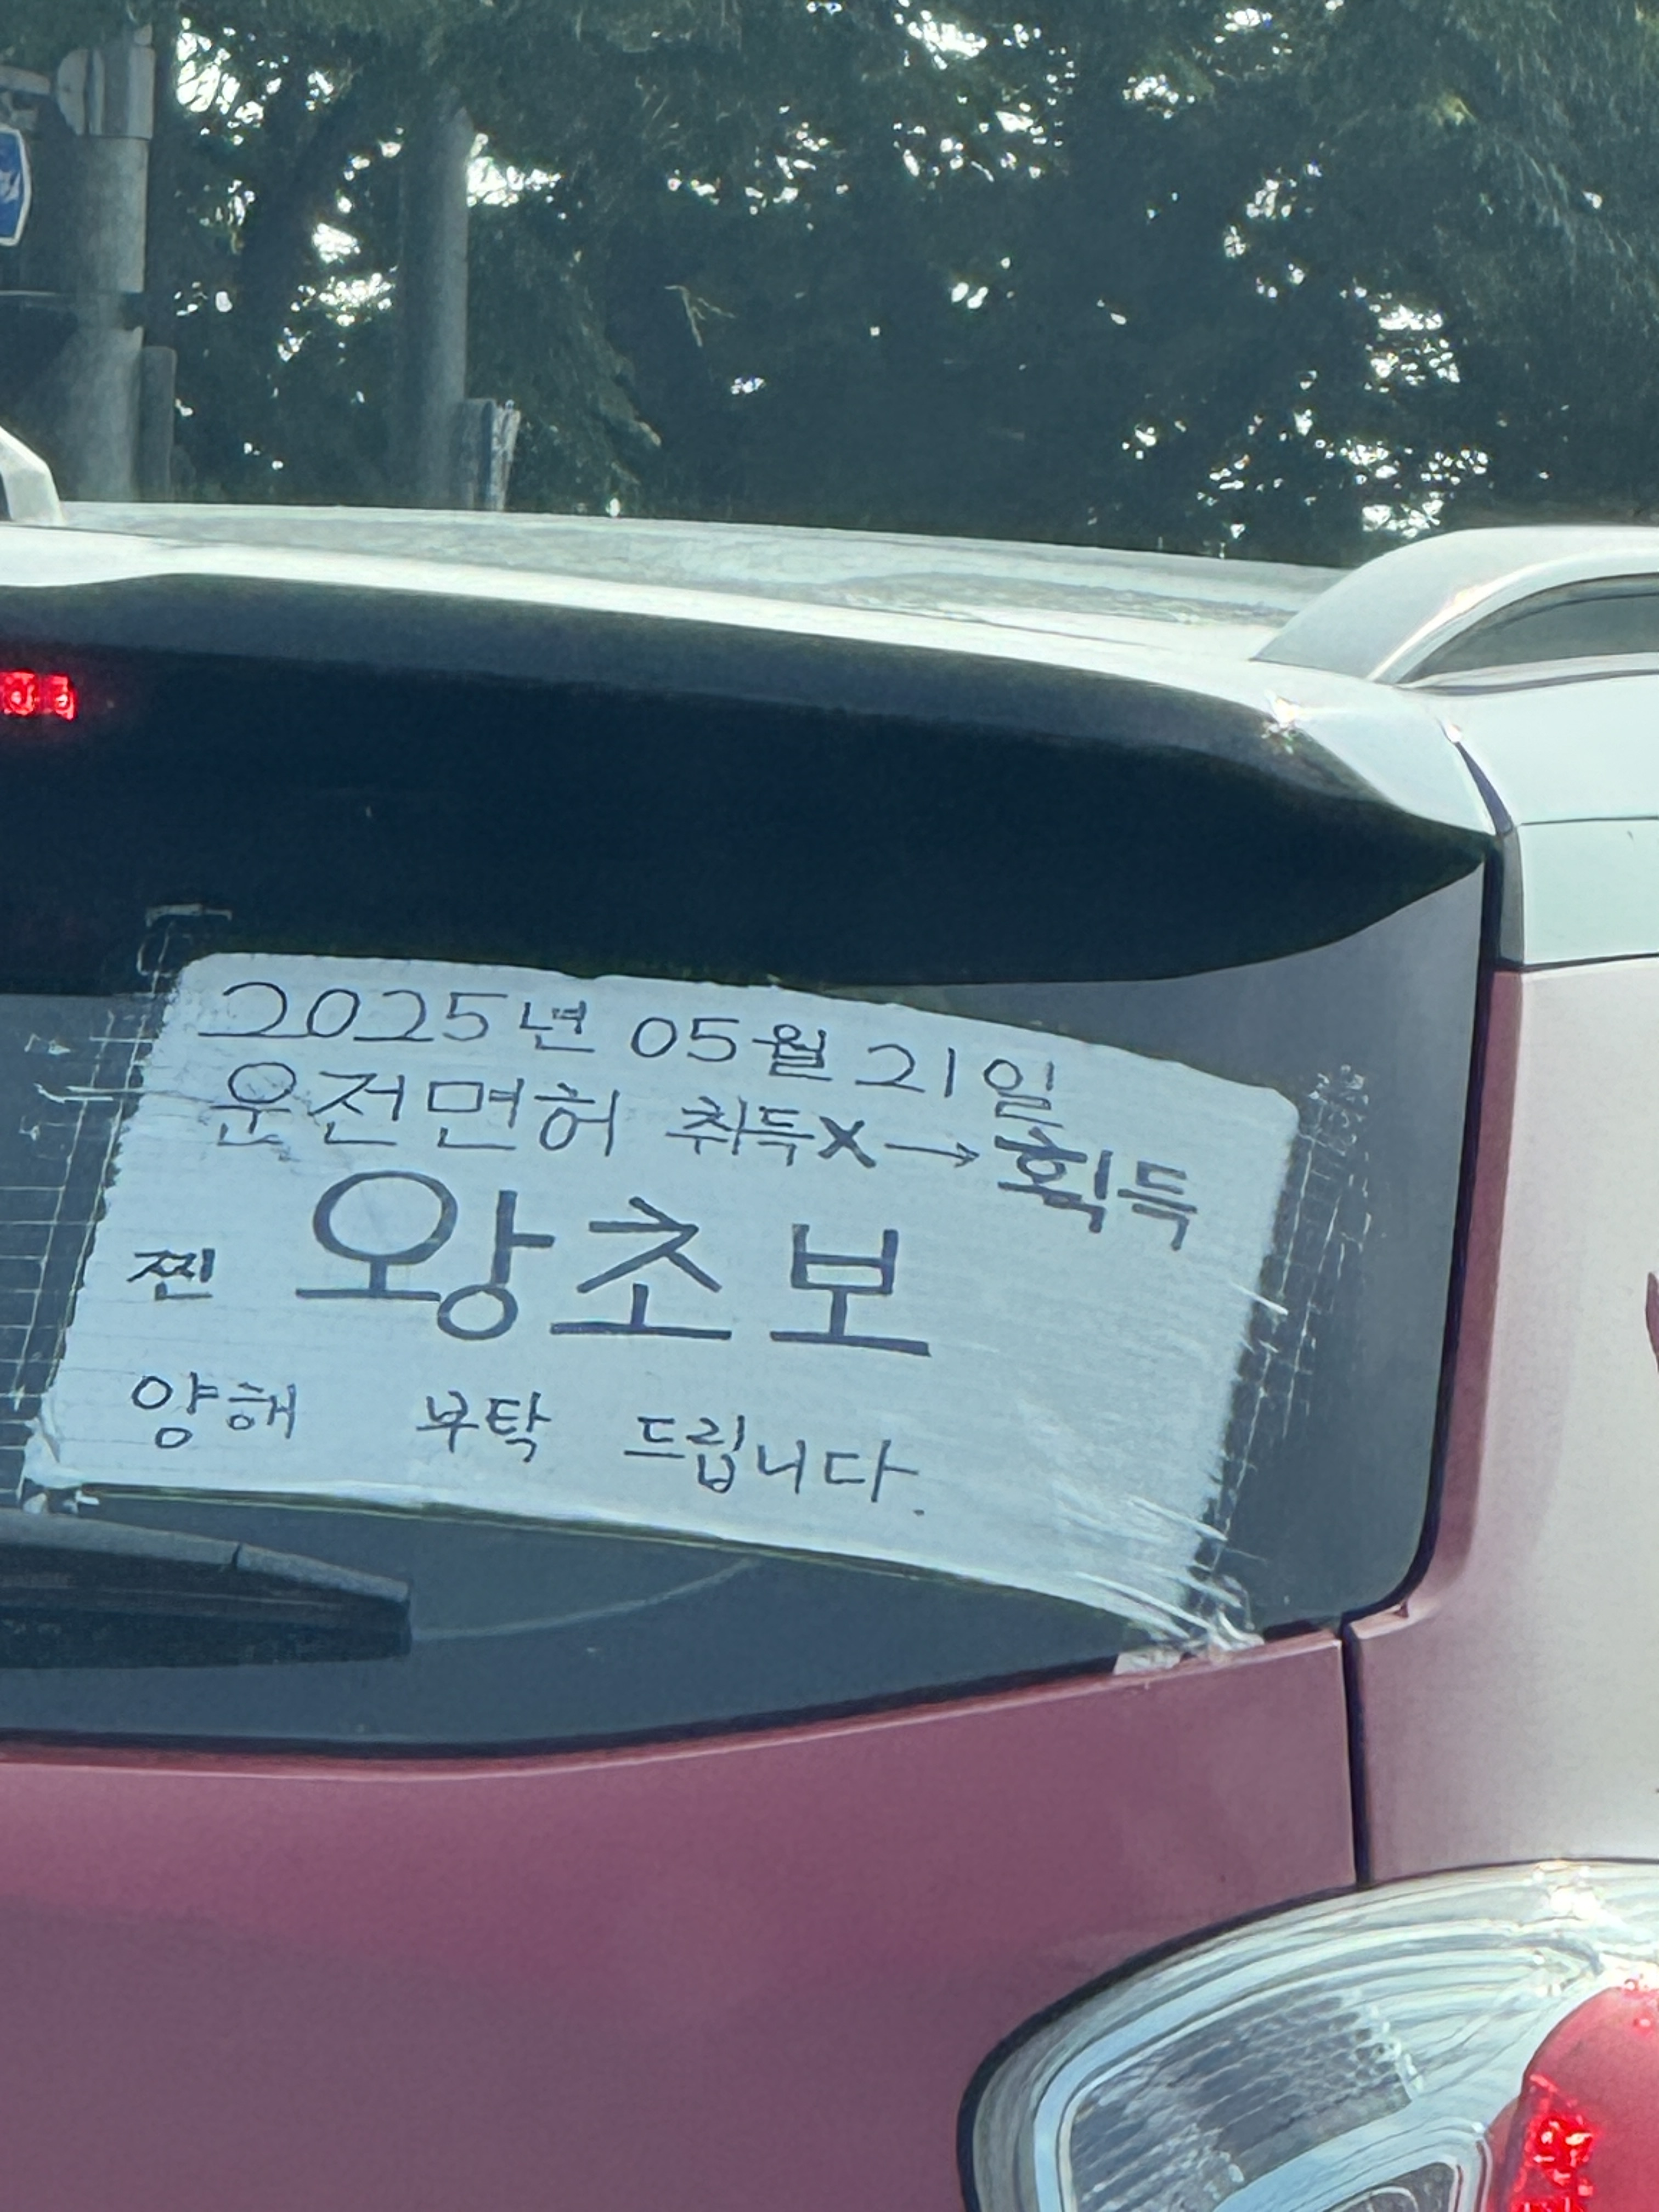 2025년 05월 21일
운전면허 취득X→획득
찐 왕초보
양해 부탁 드립니다.